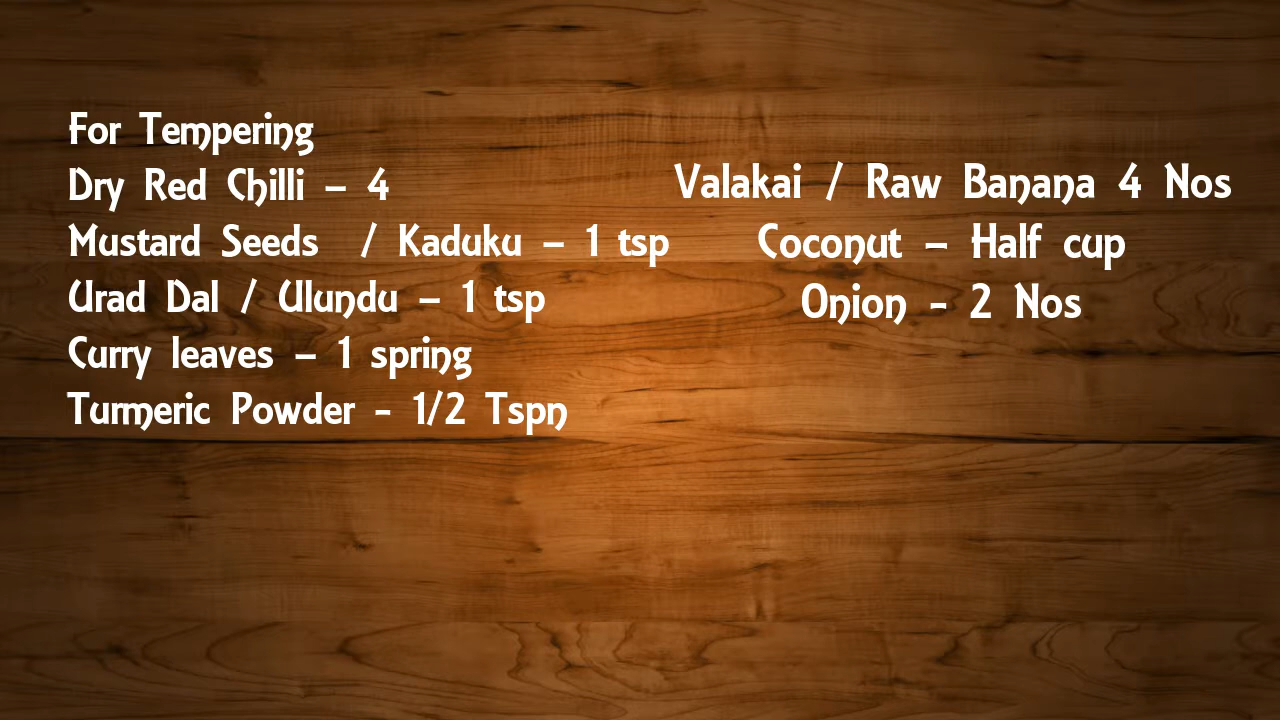 For Tempering
Dry Red Chilli – 4
Mustard Seeds / Kaduku – 1 tsp
Urad Dal / Ulundu – 1 tsp
Curry leaves – 1 spring
Turmeric Powder - 1/2 Tspn
Valakai / Raw Banana 4 Nos
Coconut – Half cup
Onion - 2 Nos